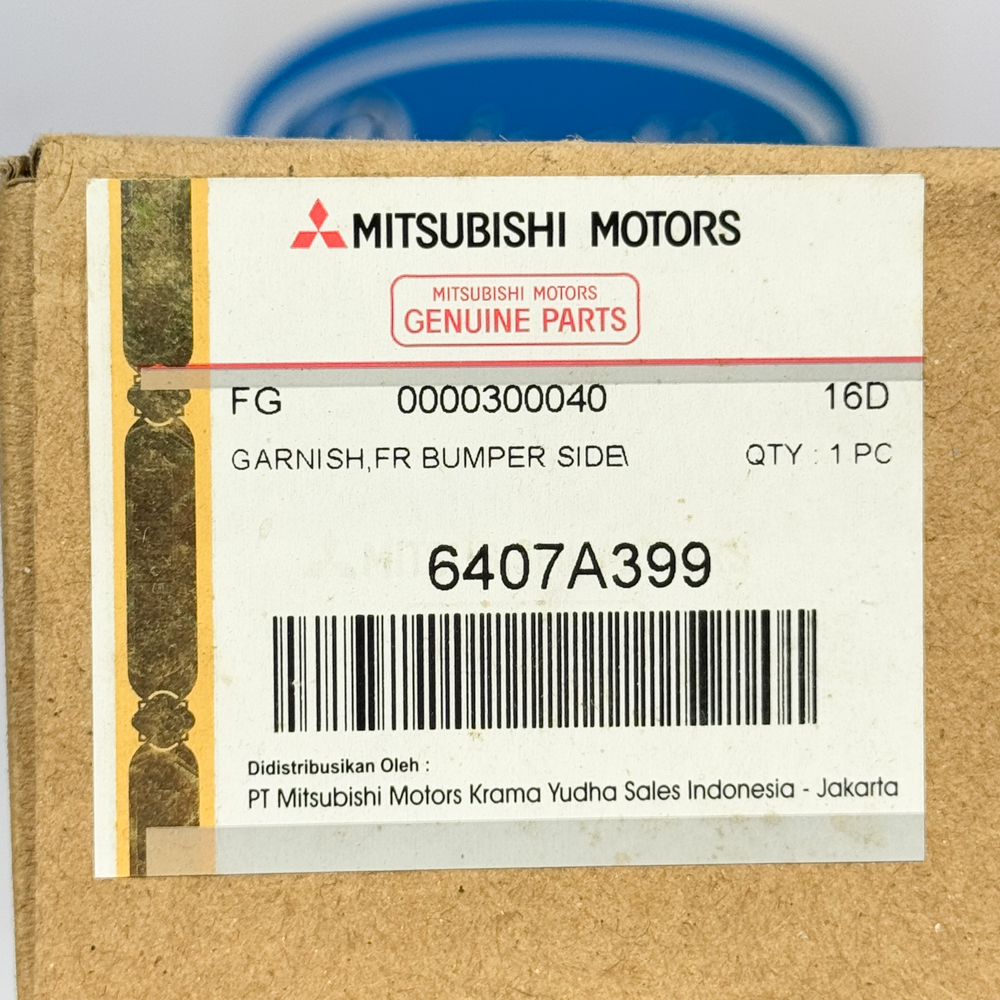 MITSUBISHI MOTORS
MITSUBISHI MOTORS
GENUINE PARTS
FG 0000300040 16D
GARNISH,FR BUMPER SIDE\ QTY : 1 PC
6407A399
Didistribusikan Oleh :
PT Mitsubishi Motors Krama Yudha Sales Indonesia - Jakarta